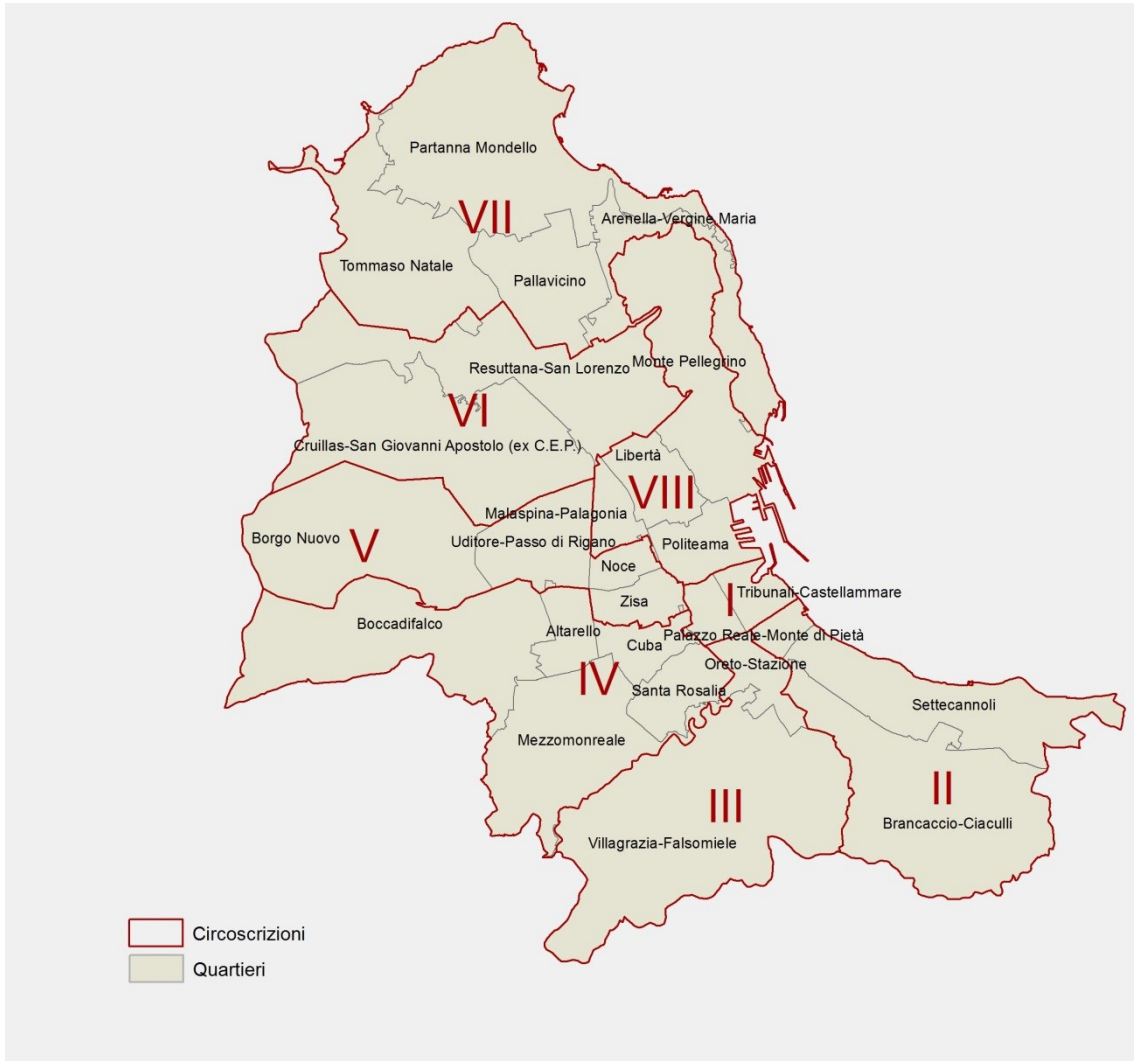 Partanna Mondello
VII
Arenella-Vergine Maria
Tommaso Natale
Pallavicino
Resuttana-San Lorenzo
Monte Pellegrino
VI
Cruillas-San Giovanni Apostolo (ex C.E.P.)
Libertà
VIII
Malaspina-Palagonia
Borgo Nuovo
V
Uditore-Passo di Rigano
Politeama
Noce
Zisa
I
Tribunali-Castellammare
Boccadifalco
Altarello
Cuba
Palazzo Reale-Monte di Pietà
Oreto-Stazione
IV
Santa Rosalia
Settecannoli
Mezzomonreale
III
II
Brancaccio-Ciaculli
Villagrazia-Falsomiele
Circoscrizioni
Quartieri